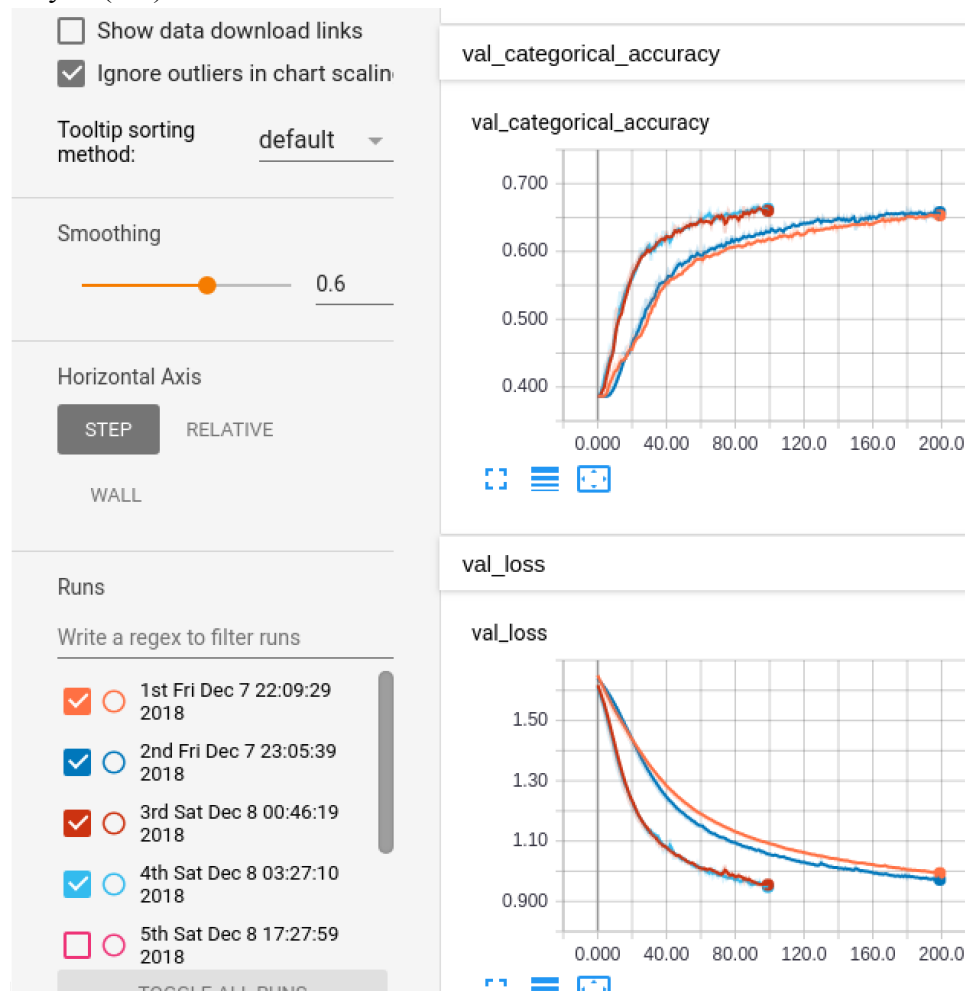 Show data download links
Ignore outliers in chart scalin
Tooltip sorting
method:
default
Smoothing
0.6
Horizontal Axis
STEP
RELATIVE
WALL
Runs
Write a regex to filter runs
1st Fri Dec 7 22:09:29
2018
2nd Fri Dec 7 23:05:39
2018
3rd Sat Dec 8 00:46:19
2018
4th Sat Dec 8 03:27:10
2018
5th Sat Dec 8 17:27:59
2018
TOGGLE ALL RUNS
val_categorical_accuracy
val_categorical_accuracy
0.700
0.600
0.500
0.400
0.000 40.00 80.00 120.0 160.0 200.0
val_loss
val_loss
1.50
1.30
1.10
0.900
0.000 40.00 80.00 120.0 160.0 200.0